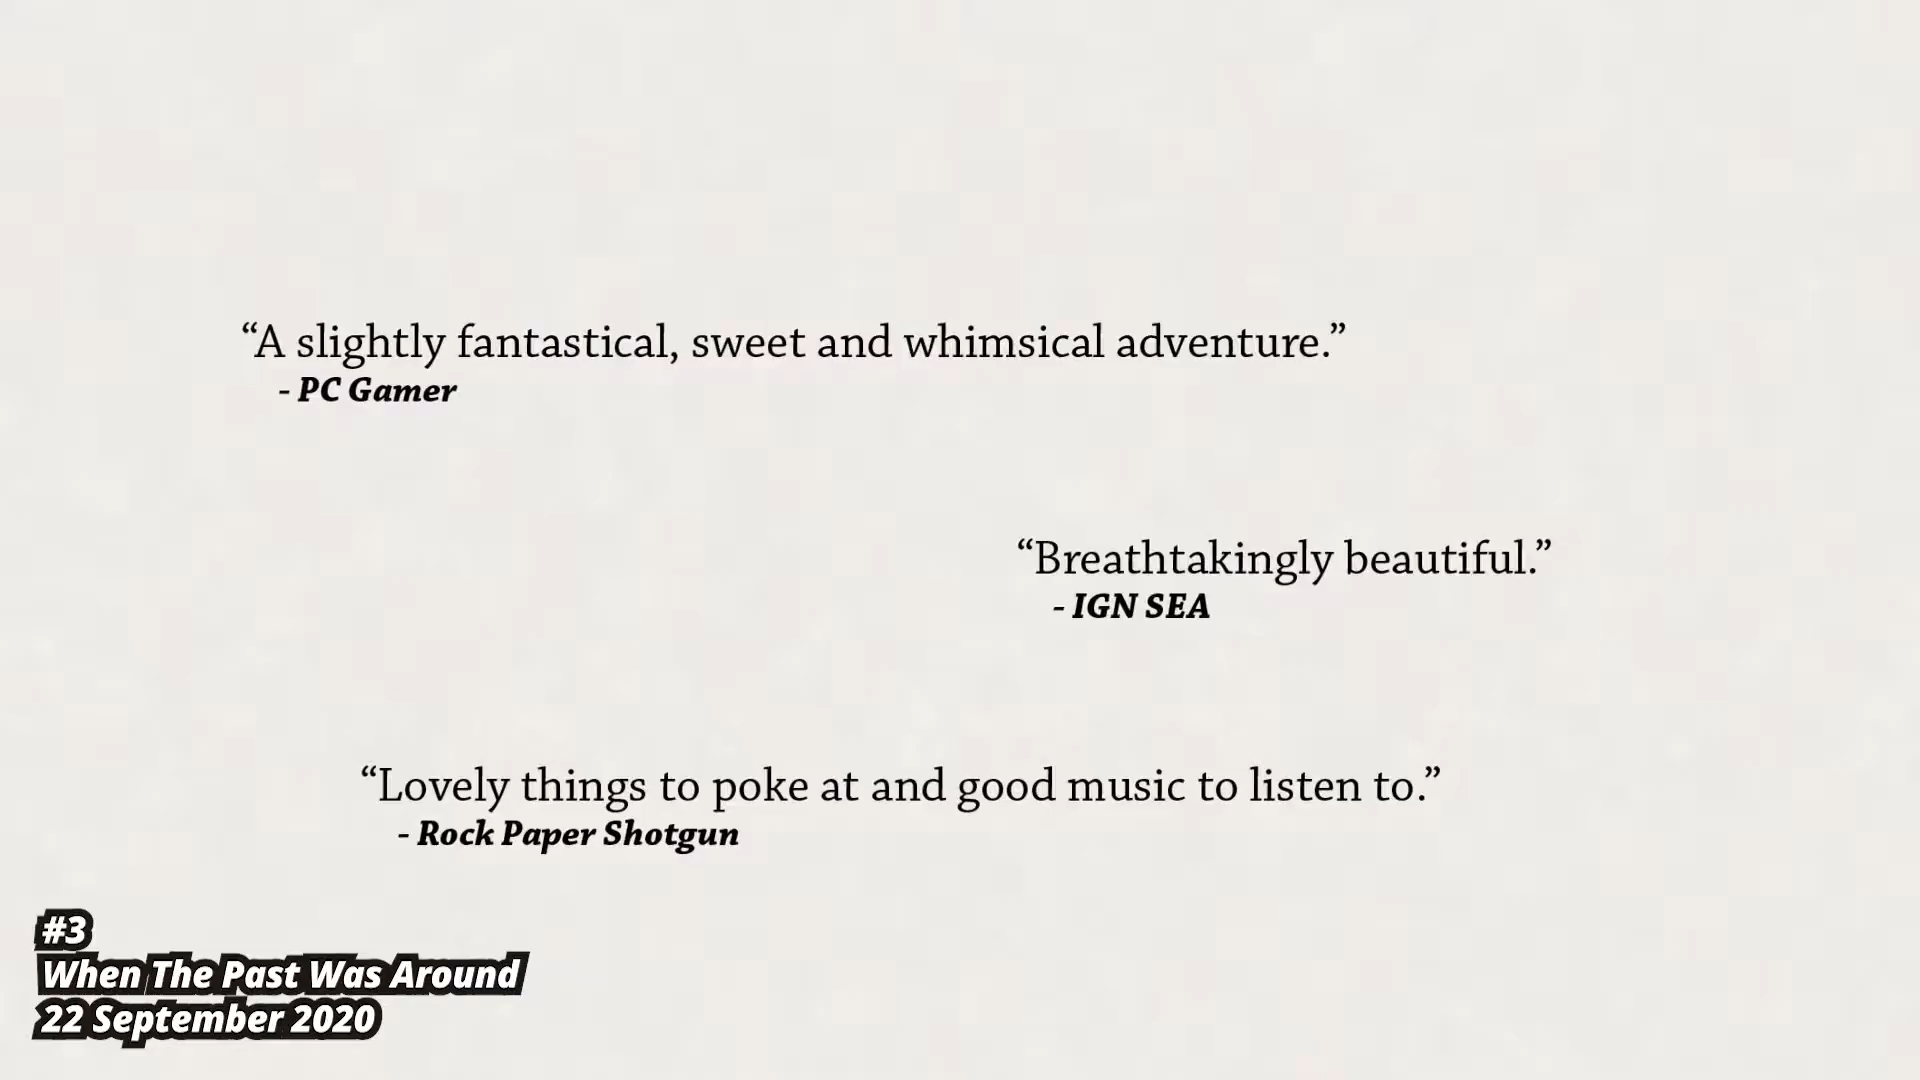 “A slightly fantastical, sweet and whimsical adventure.”
- PC Gamer
“Breathtakingly beautiful.”
- IGN SEA
“Lovely things to poke at and good music to listen to.”
- Rock Paper Shotgun
#3
When The Past Was Around
22 September 2020